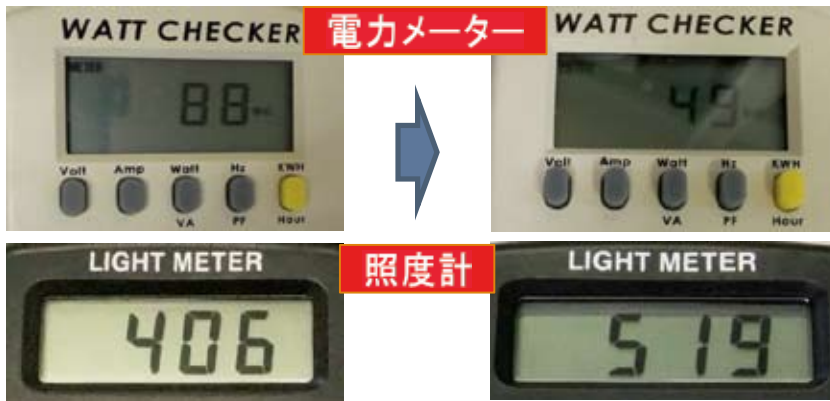 WATT CHECKER
電力メーター
WATT CHECKER
METER
88
49
Volt Amp Watt Hz KWH
VA PF Hour
Volt Amp Watt Hz KWH
VA PF Hour
LIGHT METER
照度計
LIGHT METER
406
519